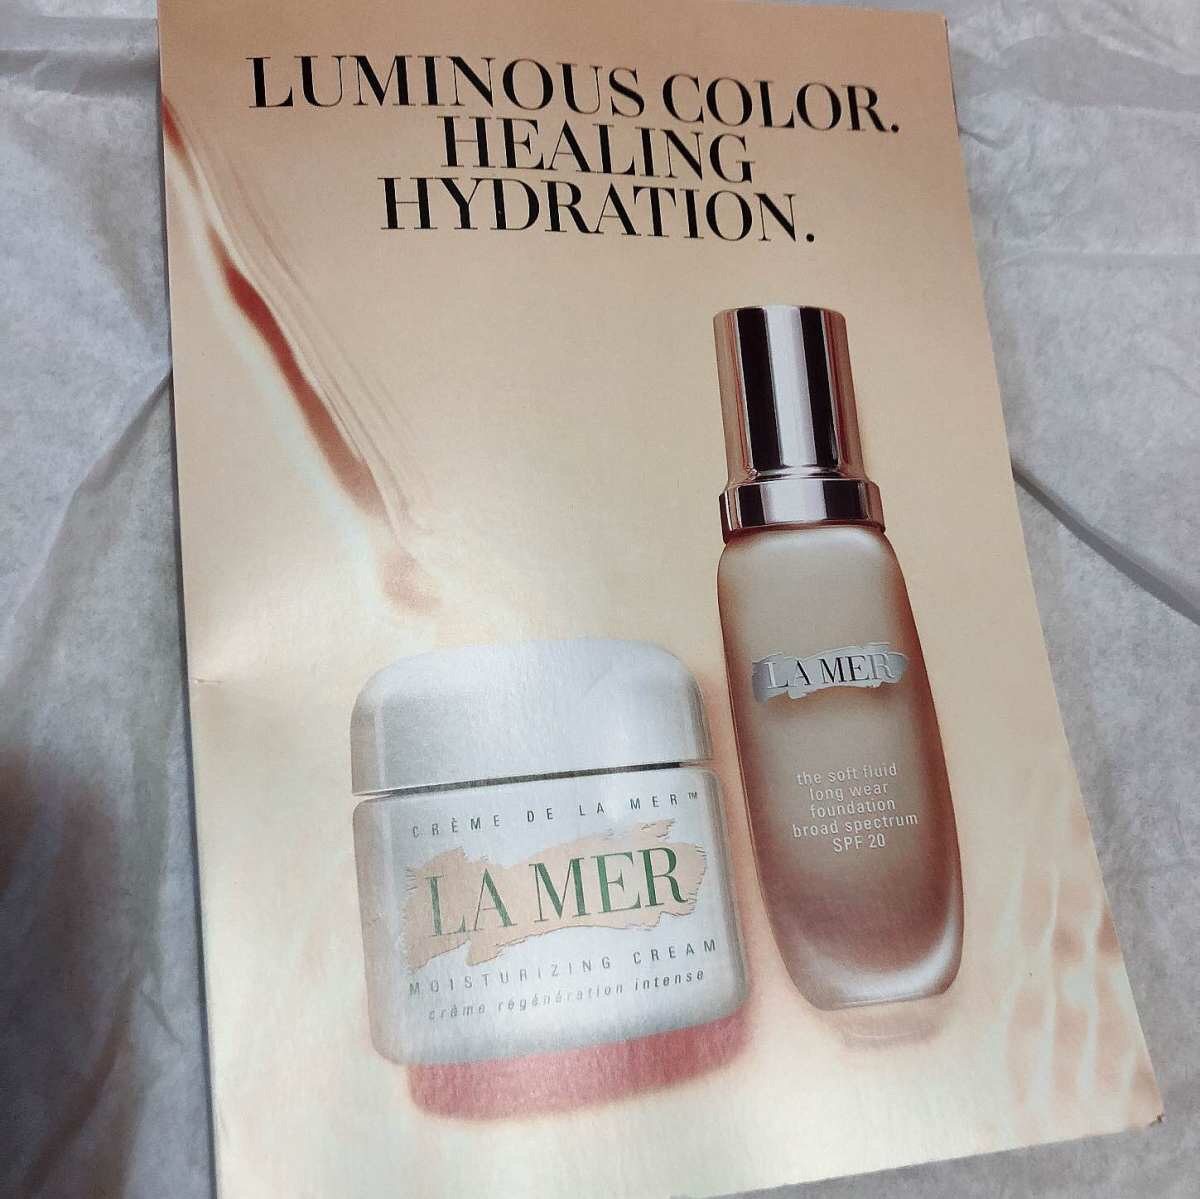 LUMINOUS COLOR.
HEALING
HYDRATION.
LA MER
the soft fluid
long wear
foundation
broad spectrum
SPF 20
CRÈME DE LA MER™
LA MER
MOISTURIZING CREAM
crème régénération intense